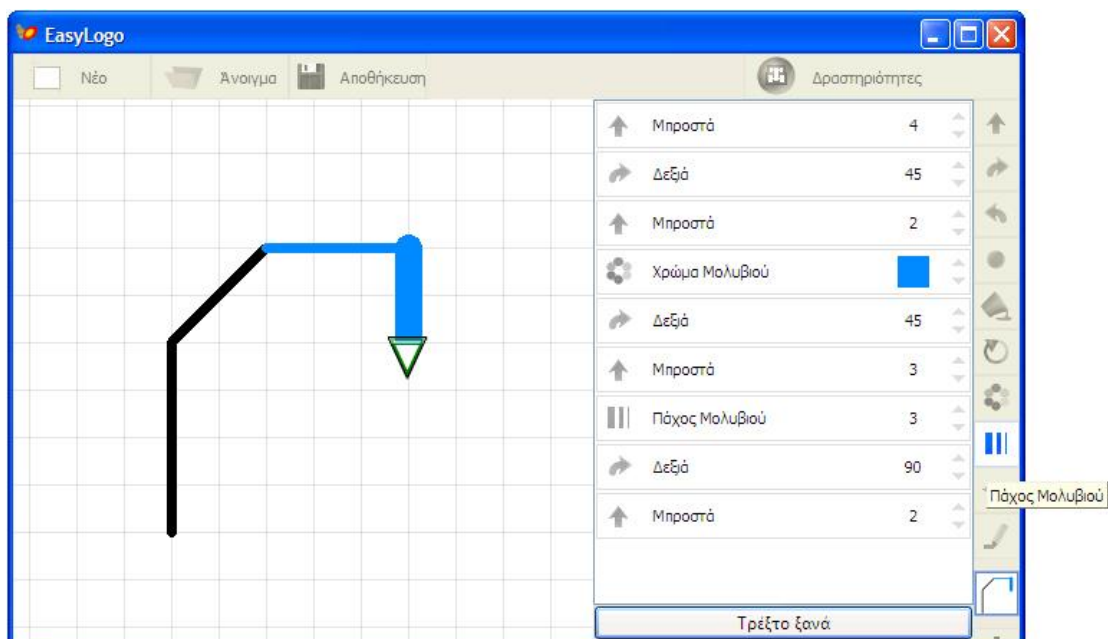 EasyLogo
Νέο Άνοιγμα Αποθήκευση Δραστηριότητες
Μπροστά 4
Δεξιά 45
Μπροστά 2
Χρώμα Μολυβιού
Δεξιά 45
Μπροστά 3
Πάχος Μολυβιού 3
Δεξιά 90
Πάχος Μολυβιού
Μπροστά 2
Τρέξτο ξανά